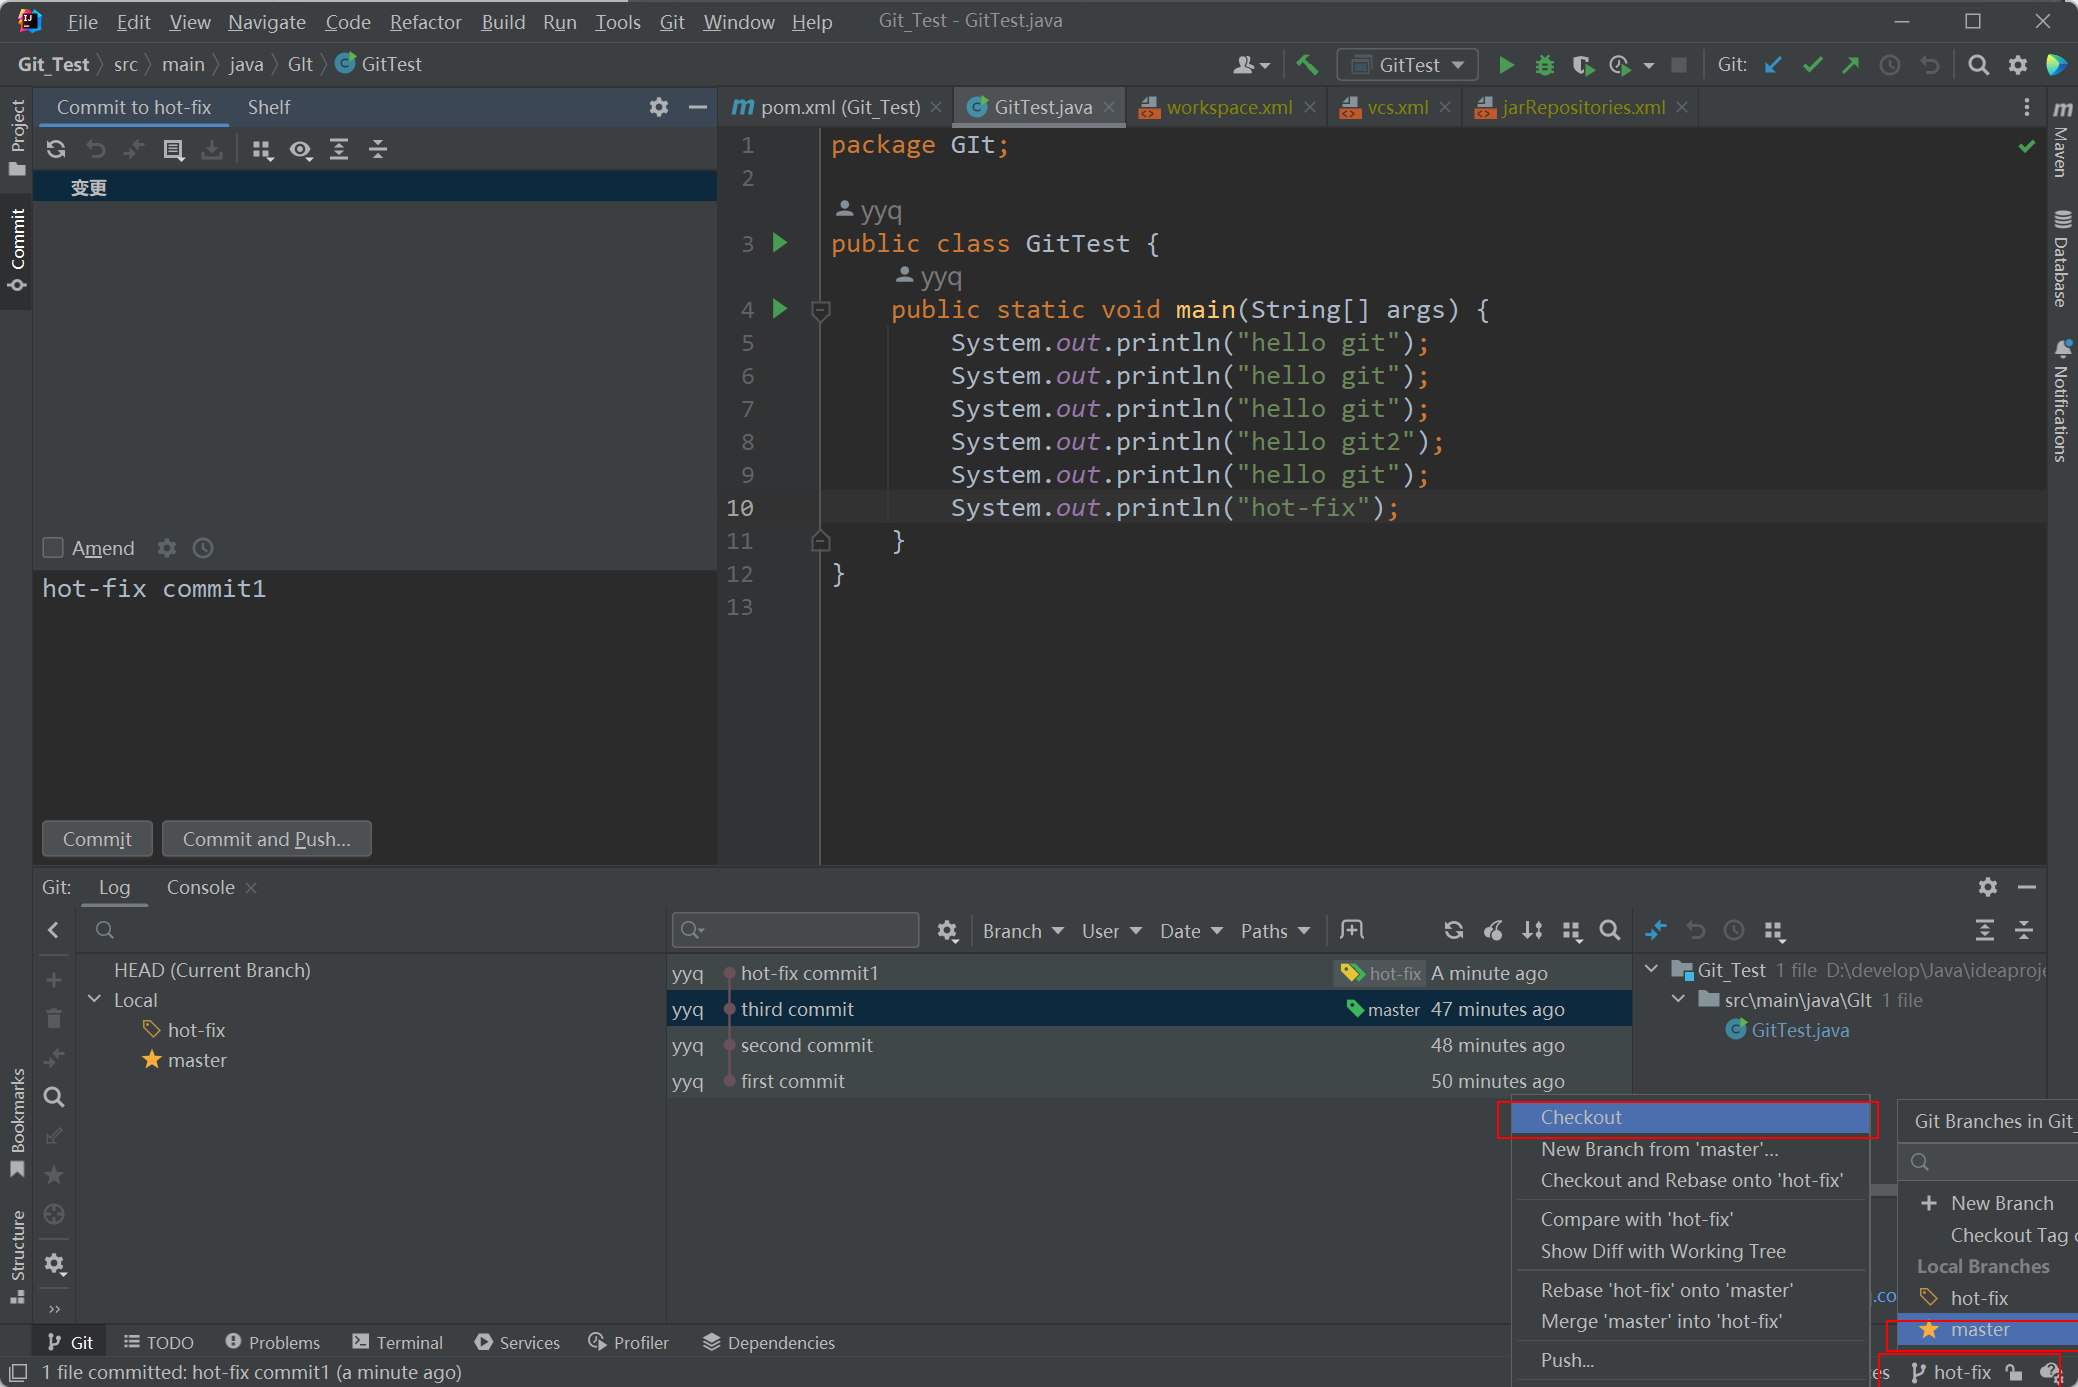 File Edit View Navigate Code Refactor Build Run Tools Git Window Help Git_Test - GitTest.java
Git_Test src main java GIt GitTest
GitTest
Git:
Commit to hot-fix Shelf
pom.xml (Git_Test) GitTest.java workspace.xml vcs.xml jarRepositories.xml
Project
Commit
Bookmarks
Structure
Maven
Database
Notifications
变更
1 package GIt;
2
yyq
3 public class GitTest {
yyq
4 public static void main(String[] args) {
5 System.out.println("hello git");
6 System.out.println("hello git");
7 System.out.println("hello git");
8 System.out.println("hello git2");
9 System.out.println("hello git");
10 System.out.println("hot-fix");
11 }
12 }
13
Amend
hot-fix commit1
Commit Commit and Push...
Git: Log Console
Branch User Date Paths
HEAD (Current Branch)
Local
hot-fix
master
yyq hot-fix commit1 hot-fix A minute ago
yyq third commit master 47 minutes ago
yyq second commit 48 minutes ago
yyq first commit 50 minutes ago
Git_Test 1 file D:\develop\Java\ideaproje
src\main\java\GIt 1 file
GitTest.java
Checkout
New Branch from 'master'...
Checkout and Rebase onto 'hot-fix'
Compare with 'hot-fix'
Show Diff with Working Tree
Rebase 'hot-fix' onto 'master'
Merge 'master' into 'hot-fix'
Push...
Git Branches in Git_
New Branch
Checkout Tag
Local Branches
hot-fix
master
.co
Git TODO Problems Terminal Services Profiler Dependencies
1 file committed: hot-fix commit1 (a minute ago)
es hot-fix